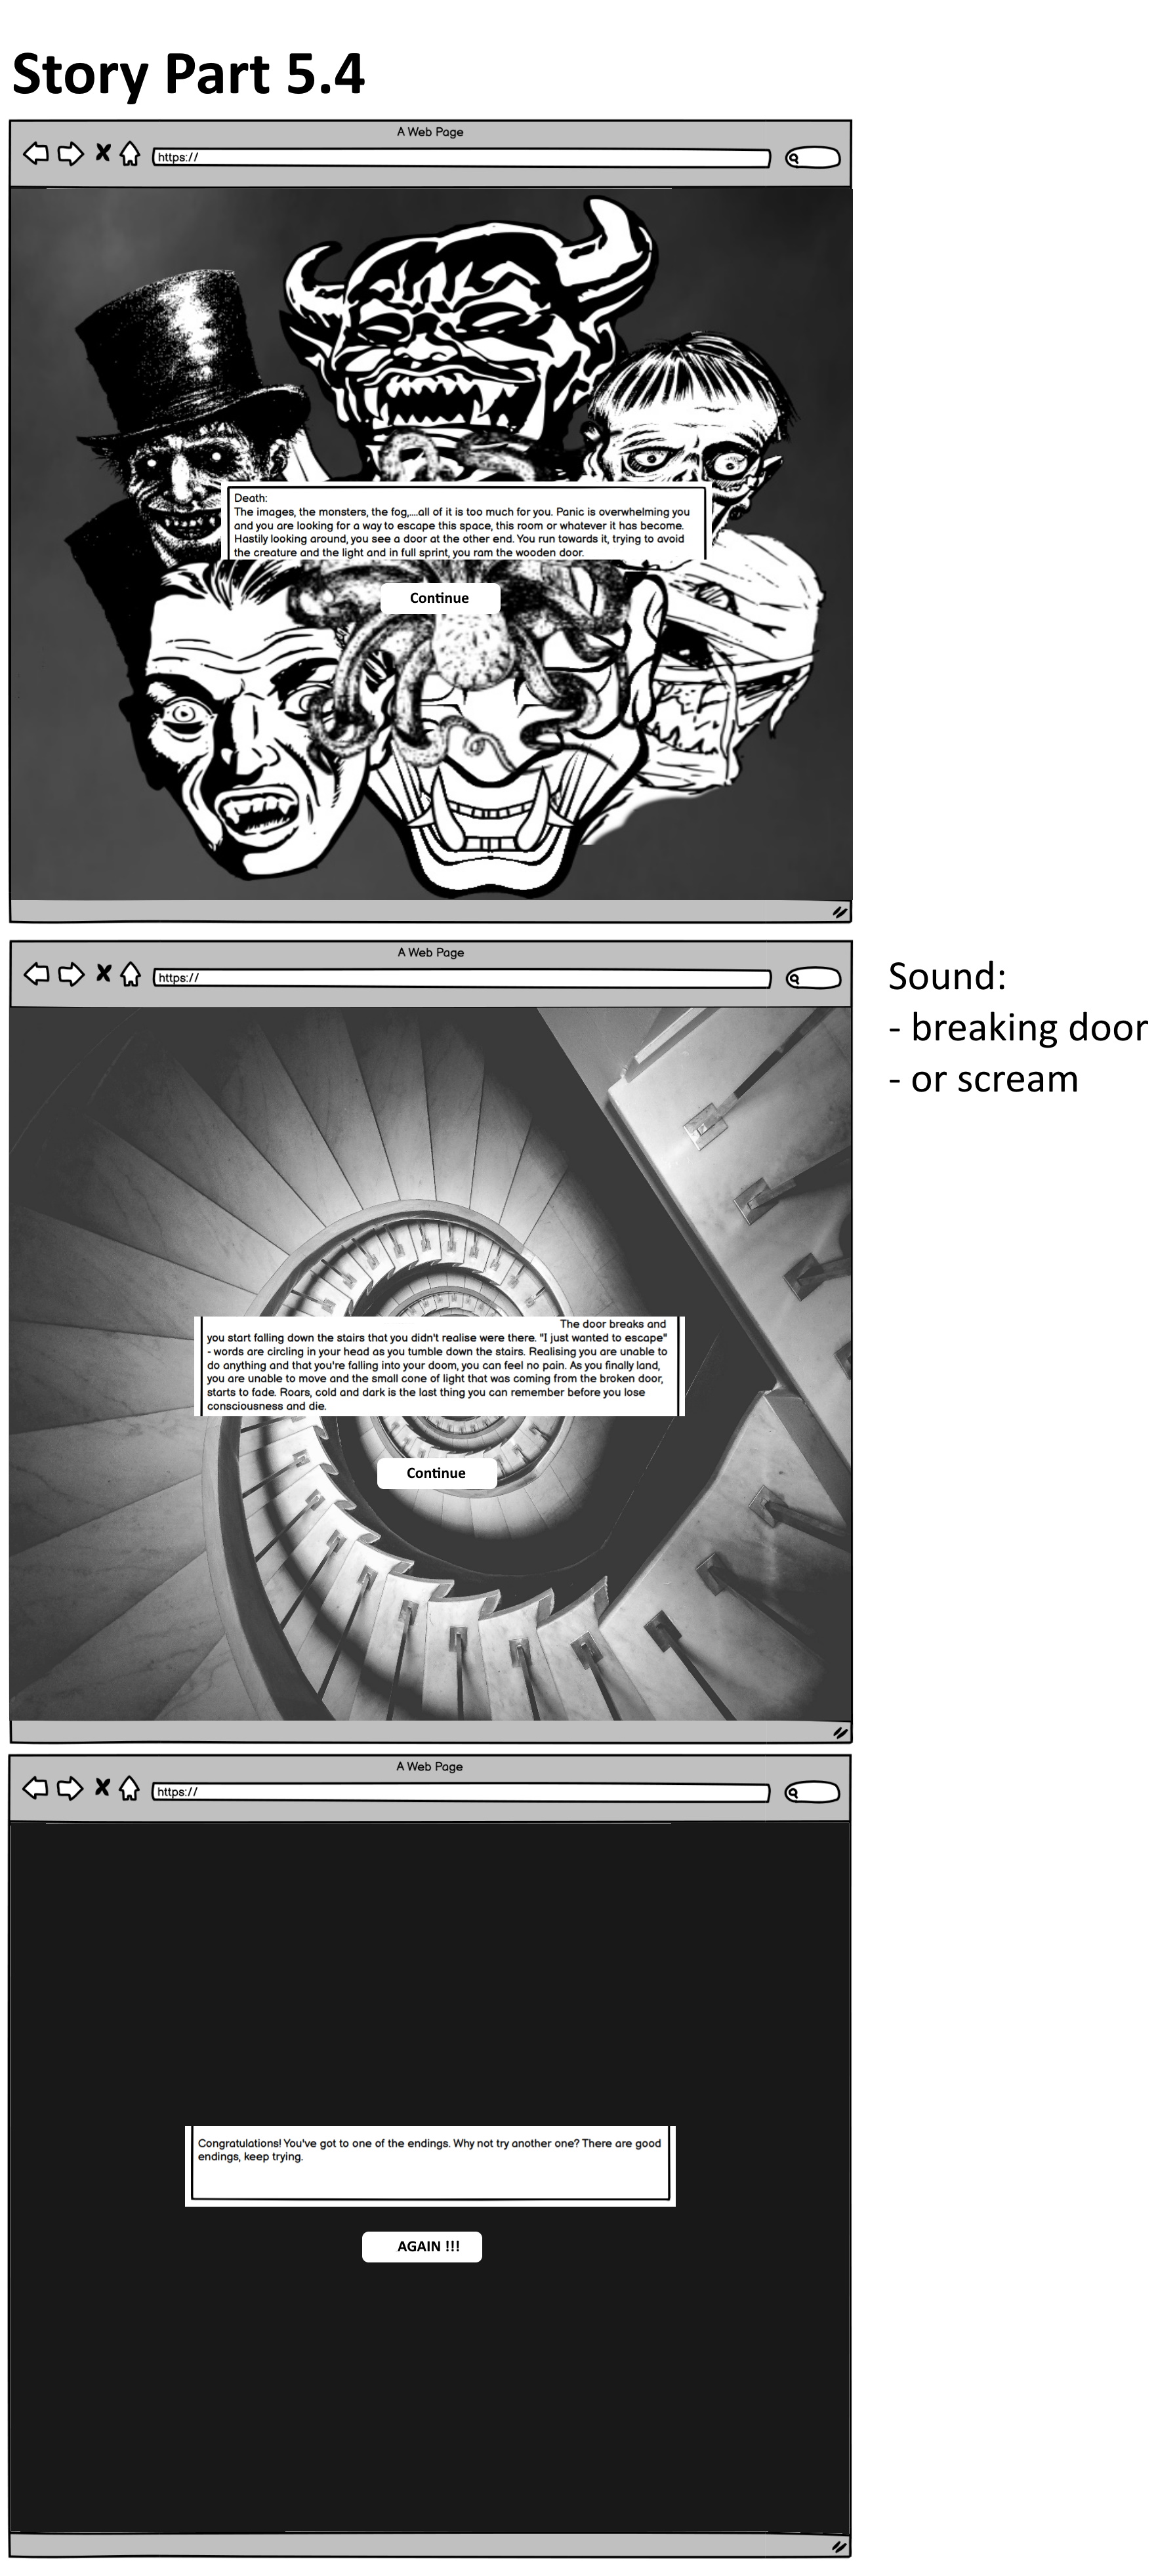 Story Part 5.4
A Web Page
https://
Death:
The images, the monsters, the fog,....all of it is too much for you. Panic is overwhelming you
and you are looking for a way to escape this space, this room or whatever it has become.
Hastily looking around, you see a door at the other end. You run towards it, trying to avoid
the creature and the light and in full sprint, you ram the wooden door.
Continue
A Web Page
https://
Sound:
- breaking door
- or scream
The door breaks and
you start falling down the stairs that you didn't realise were there. "I just wanted to escape"
- words are circling in your head as you tumble down the stairs. Realising you are unable to
do anything and that you're falling into your doom, you can feel no pain. As you finally land,
you are unable to move and the small cone of light that was coming from the broken door,
starts to fade. Roars, cold and dark is the last thing you can remember before you lose
consciousness and die.
Continue
A Web Page
https://
Congratulations! You've got to one of the endings. Why not try another one? There are good
endings, keep trying.
AGAIN !!!